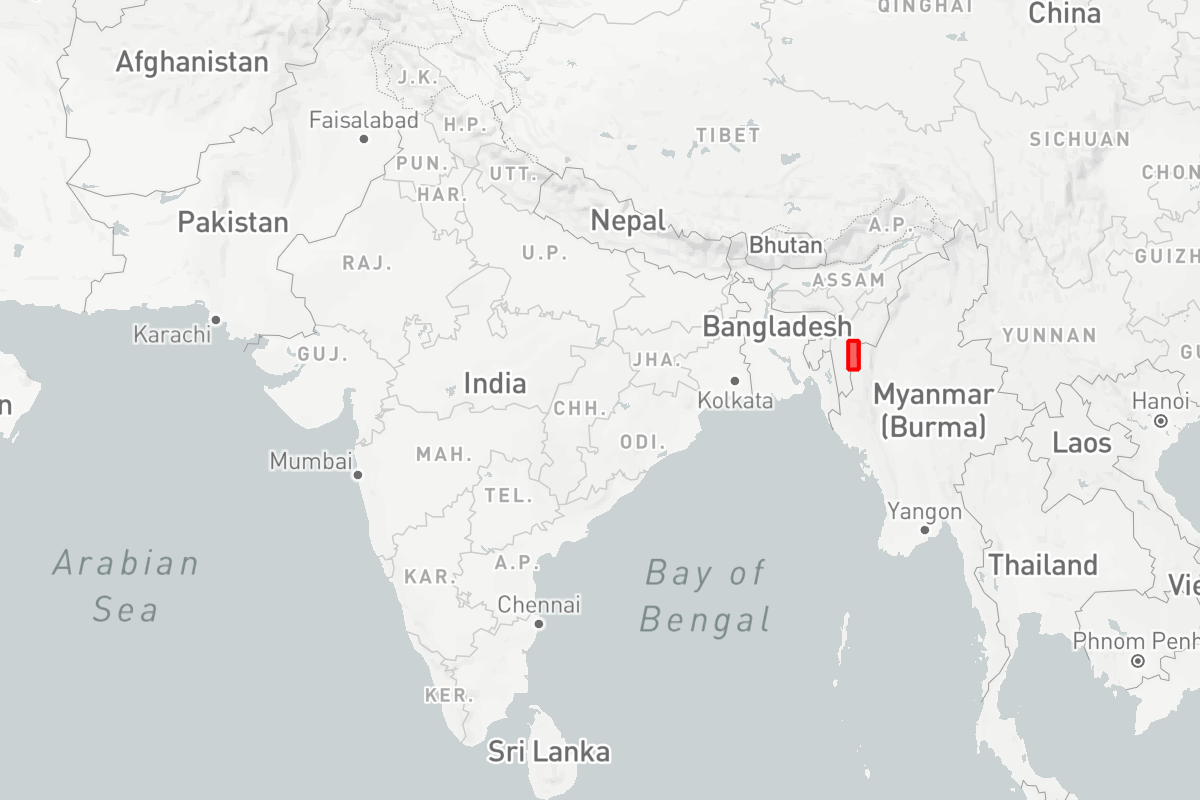 QINGHAI
China
Afghanistan
J.K.
Faisalabad
H.P.
TIBET
SICHUAN
PUN.
UTT.
CHON
HAR.
Pakistan
Nepal
A.P.
Bhutan
U.P.
RAJ.
GUIZH
ASSAM
Bangladesh
Karachi
YUNNAN
GUJ.
JHA.
GU
India
Myanmar
(Burma)
n
Kolkata
CHH.
Hanoi
ODI.
Laos
MAH.
Mumbai
TEL.
Yangon
Arabian
Sea
A.P.
Thailand
KAR.
Bay of
Bengal
Vie
Chennai
Phnom Penh
KER.
Sri Lanka